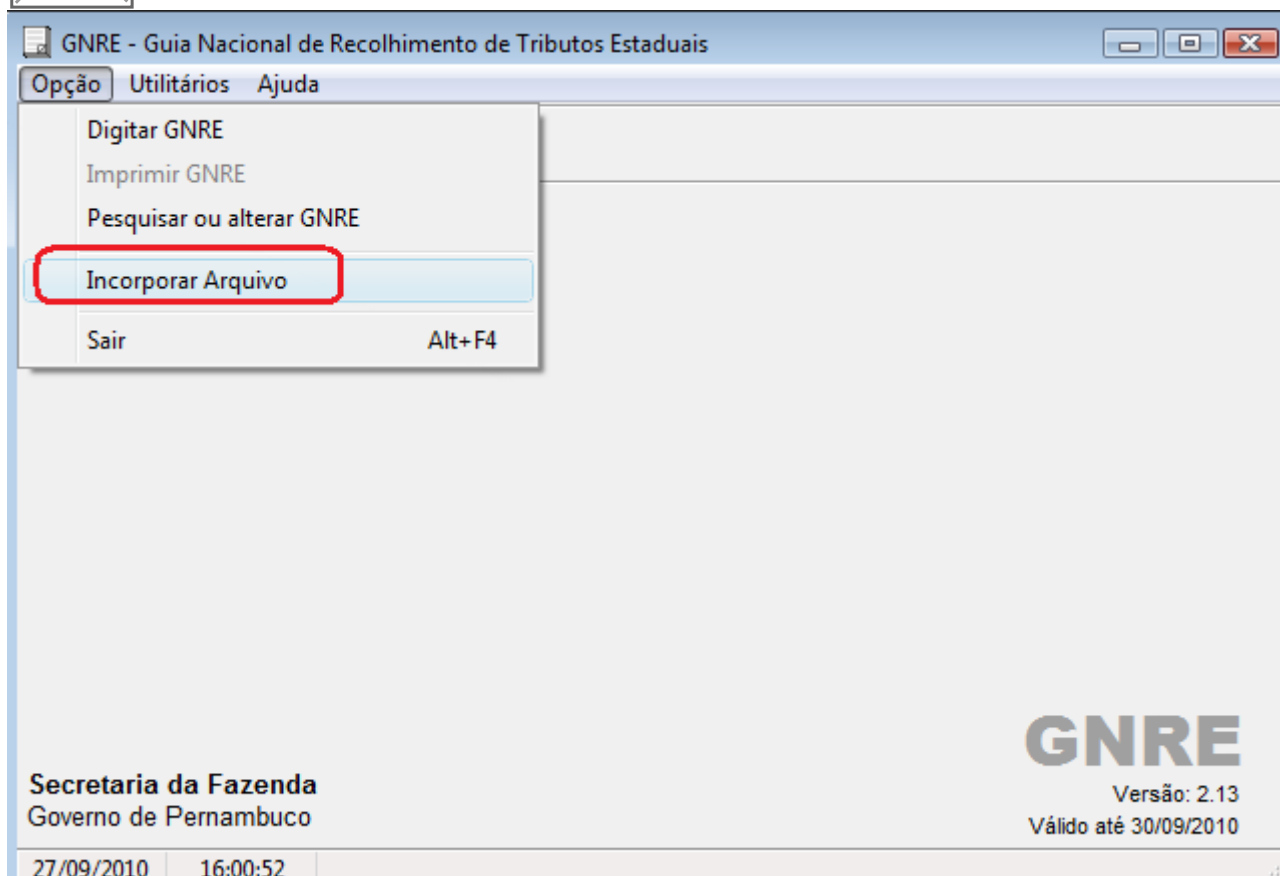 GNRE - Guia Nacional de Recolhimento de Tributos Estaduais
Opção Utilitários Ajuda
Digitar GNRE
Imprimir GNRE
Pesquisar ou alterar GNRE
Incorporar Arquivo
Sair Alt+F4
GNRE
Secretaria da Fazenda
Governo de Pernambuco
Versão: 2.13
Válido até 30/09/2010
27/09/2010 16:00:52